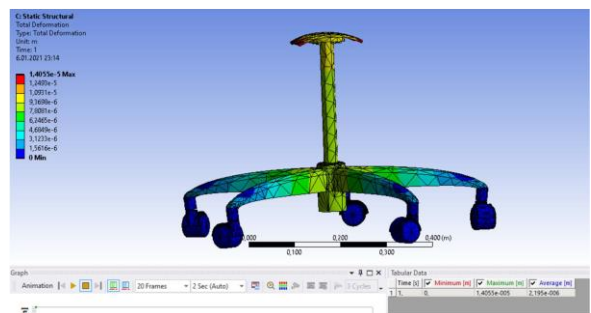 C: Static Structural
Total Deformation
Type: Total Deformation
Unit: m
Time: 1
6.01.2021 23:14
1,4055e-5 Max
1,2493e-5
1,0931e-5
9,3698e-6
7,8081e-6
6,2465e-6
4,6849e-6
3,1233e-6
1,5616e-6
0 Min
0,000 0,200 0,400 (m)
0,100 0,300
Graph
Animation 20 Frames 2 Sec (Auto) 3 Cycles
Tabular Data
Time [s] Minimum [m] Maximum [m] Average [m]
1 1, 0, 1,4055e-005 2,195e-006